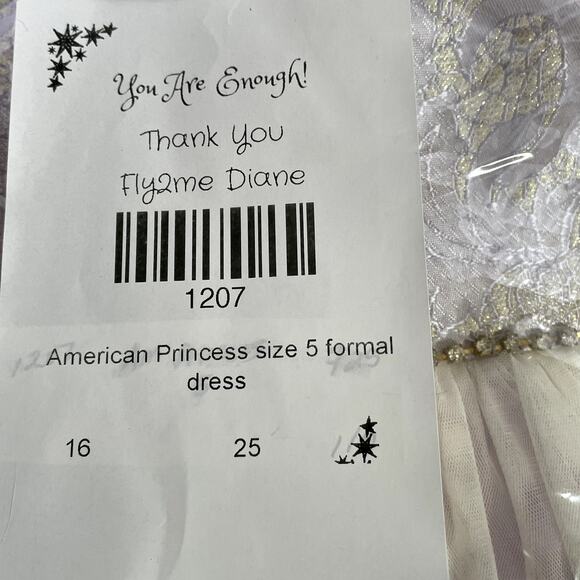 You Are Enough!
Thank You
Fly2me Diane
1207
American Princess size 5 formal
dress
16 25